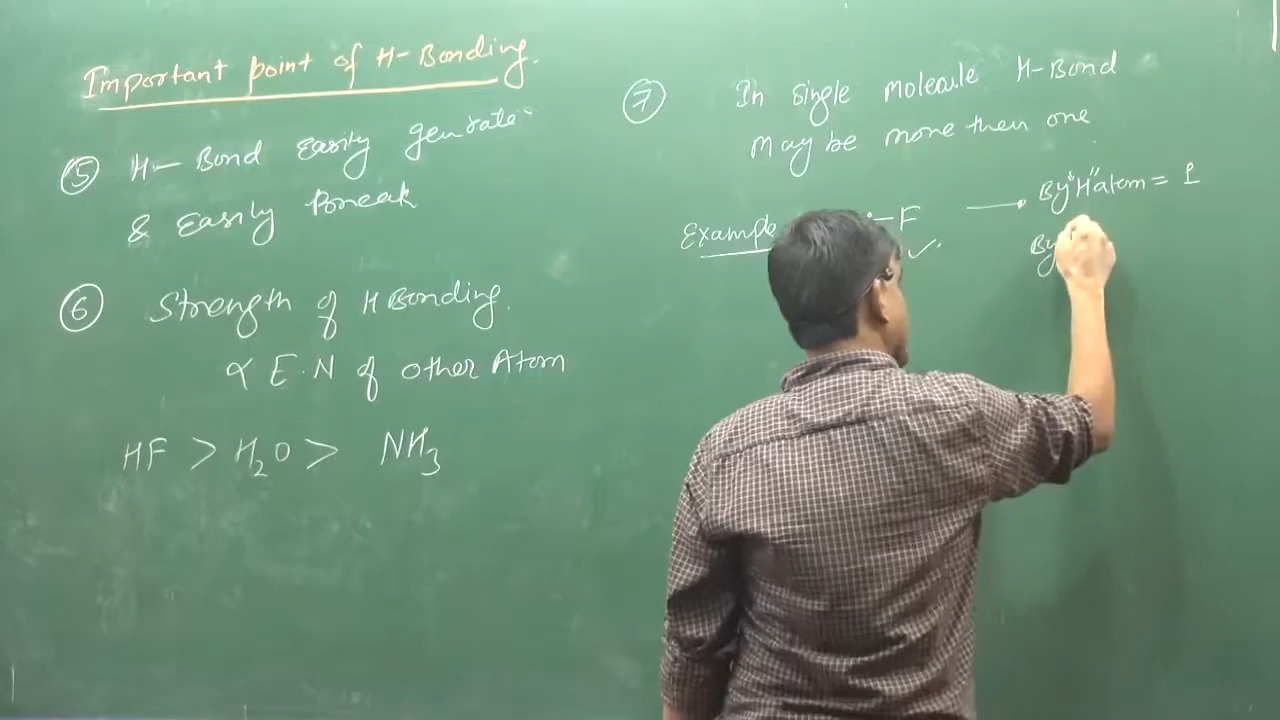 Important point of H-Bonding.
⑤ H-Bond easily genrate
& Easily Break
⑥ Strength of H Bonding.
∝ E.N of other Atom
HF > H₂O > NH₃
⑦ In single molecule H-Bond
may be more then one
Example -F → By "H" atom = 1
✓ By